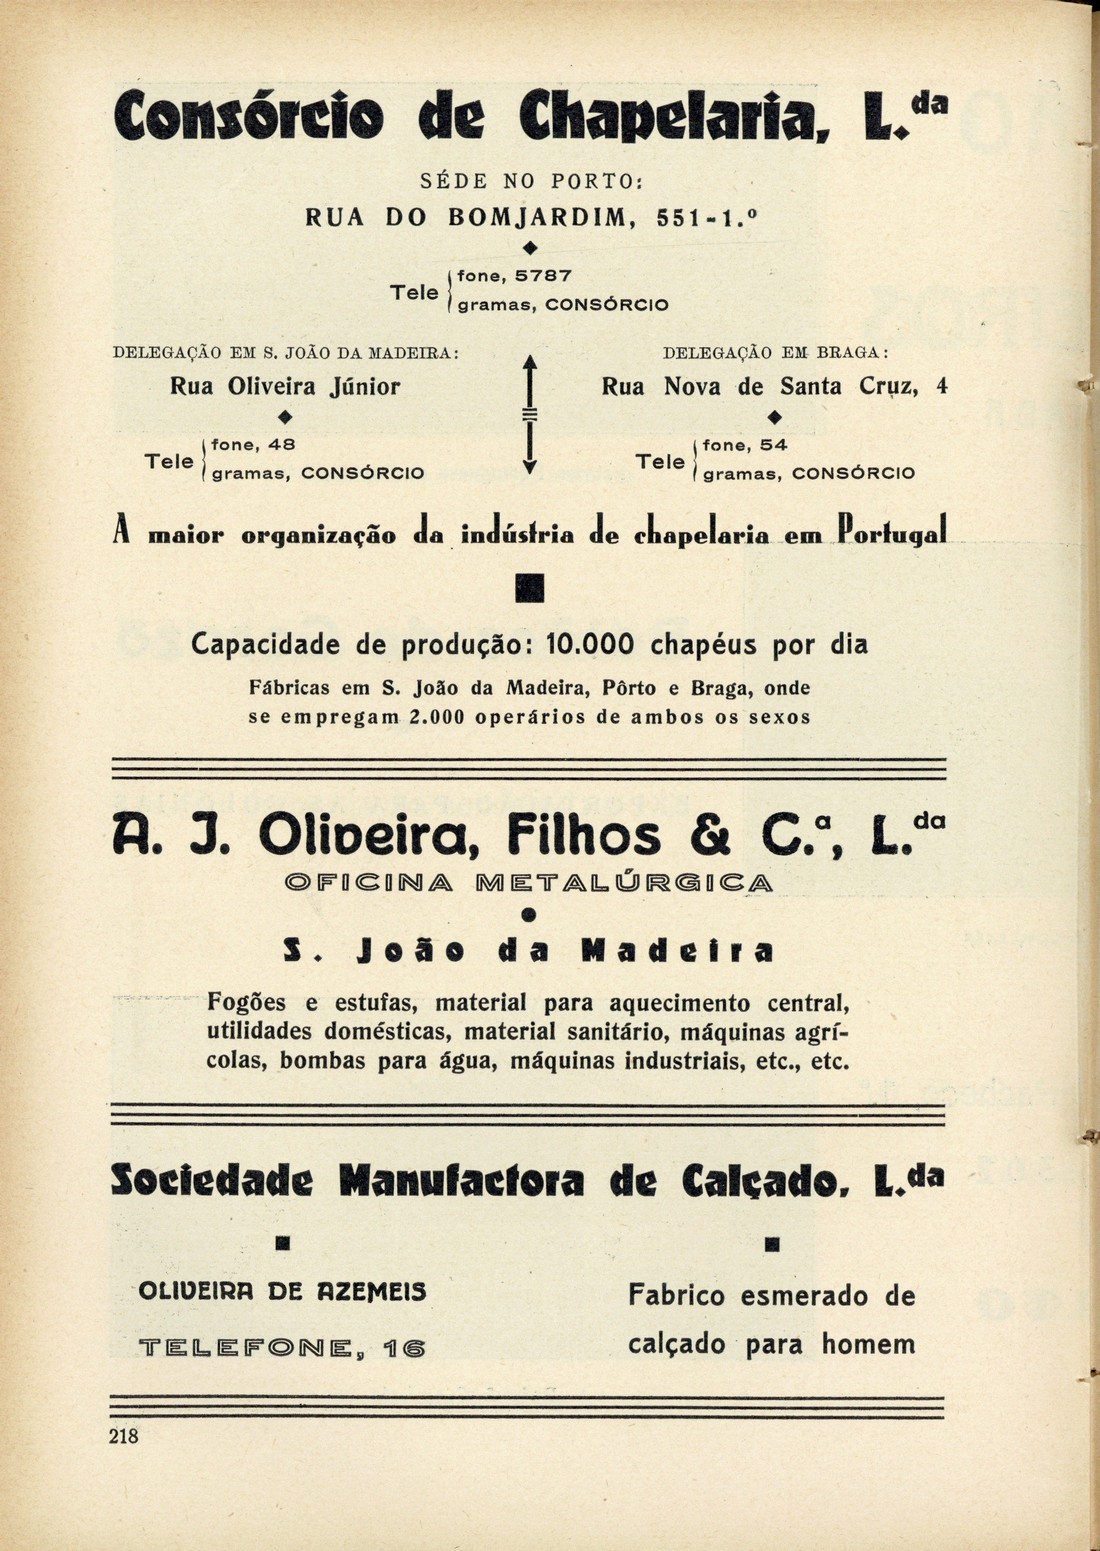 Consórcio de Chapelaria, L.da
SÉDE NO PORTO:
RUA DO BOMJARDIM, 551-1.º
Tele
fone, 5787
gramas, CONSÓRCIO
DELEGAÇÃO EM S. JOÃO DA MADEIRA:
Rua Oliveira Júnior
Tele
fone, 48
gramas, CONSÓRCIO
DELEGAÇÃO EM BRAGA:
Rua Nova de Santa Cruz, 4
Tele
fone, 54
gramas, CONSÓRCIO
A maior organização da indústria de chapelaria em Portugal
Capacidade de produção: 10.000 chapéus por dia
Fábricas em S. João da Madeira, Pôrto e Braga, onde
se empregam 2.000 operários de ambos os sexos
A. J. Oliveira, Filhos & C.ª, L.da
OFICINA METALÚRGICA
S. João da Madeira
Fogões e estufas, material para aquecimento central,
utilidades domésticas, material sanitário, máquinas agrí-
colas, bombas para água, máquinas industriais, etc., etc.
Sociedade Manufactora de Calçado, L.da
OLIVEIRA DE AZEMEIS
TELEFONE, 16
Fabrico esmerado de
calçado para homem
218